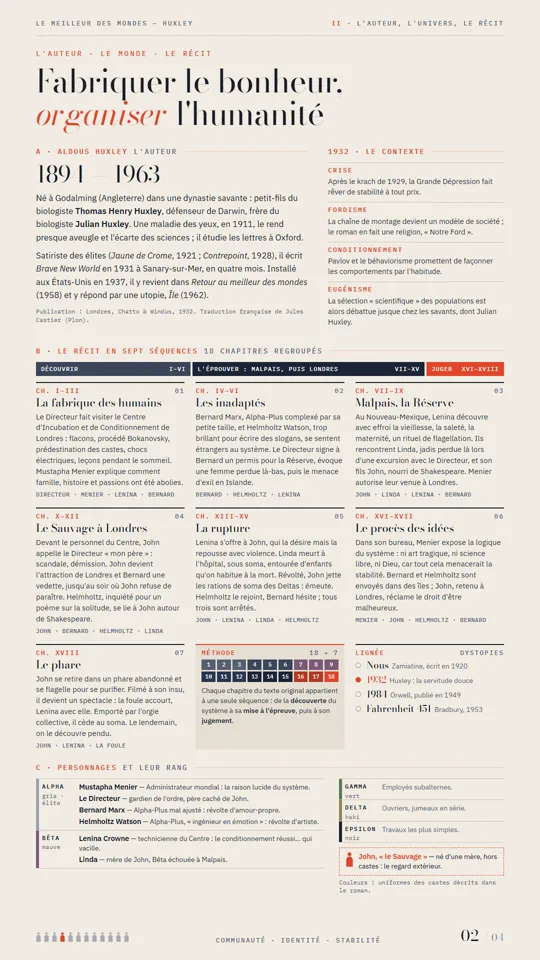 LE MEILLEUR DES MONDES — HUXLEY
II · L'AUTEUR, L'UNIVERS, LE RÉCIT
L'AUTEUR · LE MONDE · LE RÉCIT
Fabriquer le bonheur,
organiser l'humanité
A · ALDOUS HUXLEY L'AUTEUR
1894 — 1963
Né à Godalming (Angleterre) dans une dynastie savante : petit-fils du
biologiste Thomas Henry Huxley, défenseur de Darwin, frère du
biologiste Julian Huxley. Une maladie des yeux, en 1911, le rend
presque aveugle et l'écarte des sciences ; il étudie les lettres à Oxford.
Satiriste des élites (Jaune de Crome, 1921 ; Contrepoint, 1928), il écrit
Brave New World en 1931 à Sanary-sur-Mer, en quatre mois. Installé
aux États-Unis en 1937, il y revient dans Retour au meilleur des mondes
(1958) et y répond par une utopie, Île (1962).
Publication : Londres, Chatto & Windus, 1932. Traduction française de Jules
Castier (Plon).
1932 · LE CONTEXTE
CRISE
Après le krach de 1929, la Grande Dépression fait
rêver de stabilité à tout prix.
FORDISME
La chaîne de montage devient un modèle de société ;
le roman en fait une religion, « Notre Ford ».
CONDITIONNEMENT
Pavlov et le béhaviorisme promettent de façonner
les comportements par l'habitude.
EUGÉNISME
La sélection « scientifique » des populations est
alors débattue jusque chez les savants, dont Julian
Huxley.
B · LE RÉCIT EN SEPT SÉQUENCES 18 CHAPITRES REGROUPÉS
DÉCOUVRIR I–VI
L'ÉPROUVER : MALPAIS, PUIS LONDRES VII–XV
JUGER XVI–XVIII
CH. I–III 01
La fabrique des humains
Le Directeur fait visiter le Centre
d'Incubation et de Conditionnement de
Londres : flacons, procédé Bokanovsky,
prédestination des castes, chocs
électriques, leçons pendant le sommeil.
Mustapha Menier explique comment
famille, histoire et passions ont été abolies.
DIRECTEUR · MENIER · LENINA · BERNARD
CH. IV–VI 02
Les inadaptés
Bernard Marx, Alpha-Plus complexé par sa
petite taille, et Helmholtz Watson, trop
brillant pour écrire des slogans, se sentent
étrangers au système. Le Directeur signe à
Bernard un permis pour la Réserve, évoque
une femme perdue là-bas, puis le menace
d'exil en Islande.
BERNARD · HELMHOLTZ · LENINA
CH. VII–IX 03
Malpais, la Réserve
Au Nouveau-Mexique, Lenina découvre
avec effroi la vieillesse, la saleté, la
maternité, un rituel de flagellation. Ils
rencontrent Linda, jadis perdue là lors
d'une excursion avec le Directeur, et son
fils John, nourri de Shakespeare. Menier
autorise leur venue à Londres.
JOHN · LINDA · LENINA · BERNARD
CH. X–XII 04
Le Sauvage à Londres
Devant le personnel du Centre, John
appelle le Directeur « mon père » :
scandale, démission. John devient
l'attraction de Londres et Bernard une
vedette, jusqu'au soir où John refuse de
paraître. Helmholtz, inquiété pour un
poème sur la solitude, se lie à John autour
de Shakespeare.
JOHN · BERNARD · HELMHOLTZ · LINDA
CH. XIII–XV 05
La rupture
Lenina s'offre à John, qui la désire mais la
repousse avec violence. Linda meurt à
l'hôpital, sous soma, entourée d'enfants
qu'on habitue à la mort. Révolté, John jette
les rations de soma des Deltas : émeute.
Helmholtz le rejoint, Bernard hésite ; tous
trois sont arrêtés.
JOHN · LENINA · LINDA · HELMHOLTZ
CH. XVI–XVII 06
Le procès des idées
Dans son bureau, Menier expose la logique
du système : ni art tragique, ni science
libre, ni Dieu, car tout cela menacerait la
stabilité. Bernard et Helmholtz sont
envoyés dans des îles ; John, retenu à
Londres, réclame le droit d'être
malheureux.
MENIER · JOHN · HELMHOLTZ · BERNARD
CH. XVIII 07
Le phare
John se retire dans un phare abandonné et
se flagelle pour se purifier. Filmé à son insu,
il devient un spectacle : la foule accourt,
Lenina avec elle. Emporté par l'orgie
collective, il cède au soma. Le lendemain,
on le découvre pendu.
JOHN · LENINA · LA FOULE
MÉTHODE 18 → 7
1 2 3 4 5 6 7 8 9
10 11 12 13 14 15 16 17 18
Chaque chapitre du texte original appartient
à une seule séquence : de la découverte du
système à sa mise à l'épreuve, puis à son
jugement.
LIGNÉE DYSTOPIES
Nous Zamiatine, écrit en 1920
1932 Huxley : la servitude douce
1984 Orwell, publié en 1949
Fahrenheit 451 Bradbury, 1953
C · PERSONNAGES ET LEUR RANG
ALPHA
gris · élite
Mustapha Menier — Administrateur mondial : la raison lucide du système.
Le Directeur — gardien de l'ordre, père caché de John.
Bernard Marx — Alpha-Plus mal ajusté : révolte d'amour-propre.
Helmholtz Watson — Alpha-Plus, « ingénieur en émotion » : révolte d'artiste.
BÊTA
mauve
Lenina Crowne — technicienne du Centre : le conditionnement réussi... qui
vacille.
Linda — mère de John, Bêta échouée à Malpais.
GAMMA
vert
Employés subalternes.
DELTA
kaki
Ouvriers, jumeaux en série.
EPSILON
noir
Travaux les plus simples.
John, « le Sauvage » — né d'une mère, hors
castes : le regard extérieur.
Couleurs : uniformes des castes décrits dans
le roman.
COMMUNAUTÉ · IDENTITÉ · STABILITÉ
02 / 04